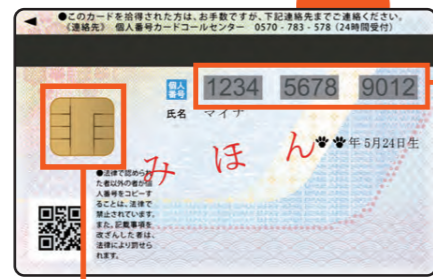 ●このカードを拾得された方は、お手数ですが、下記連絡先までご連絡ください。
《連絡先》 個人番号カードコールセンター 0570 - 783 - 578 (24時間受付)
個人番号 1234 5678 9012
氏名 マイナ
年 5月24日生
みほん
●法律で認められ
た者以外の者が個
人番号をコピーす
ることは、法律で
禁止されています。
また、記載事項を
改ざんした者は、
法律により罰せら
れます。